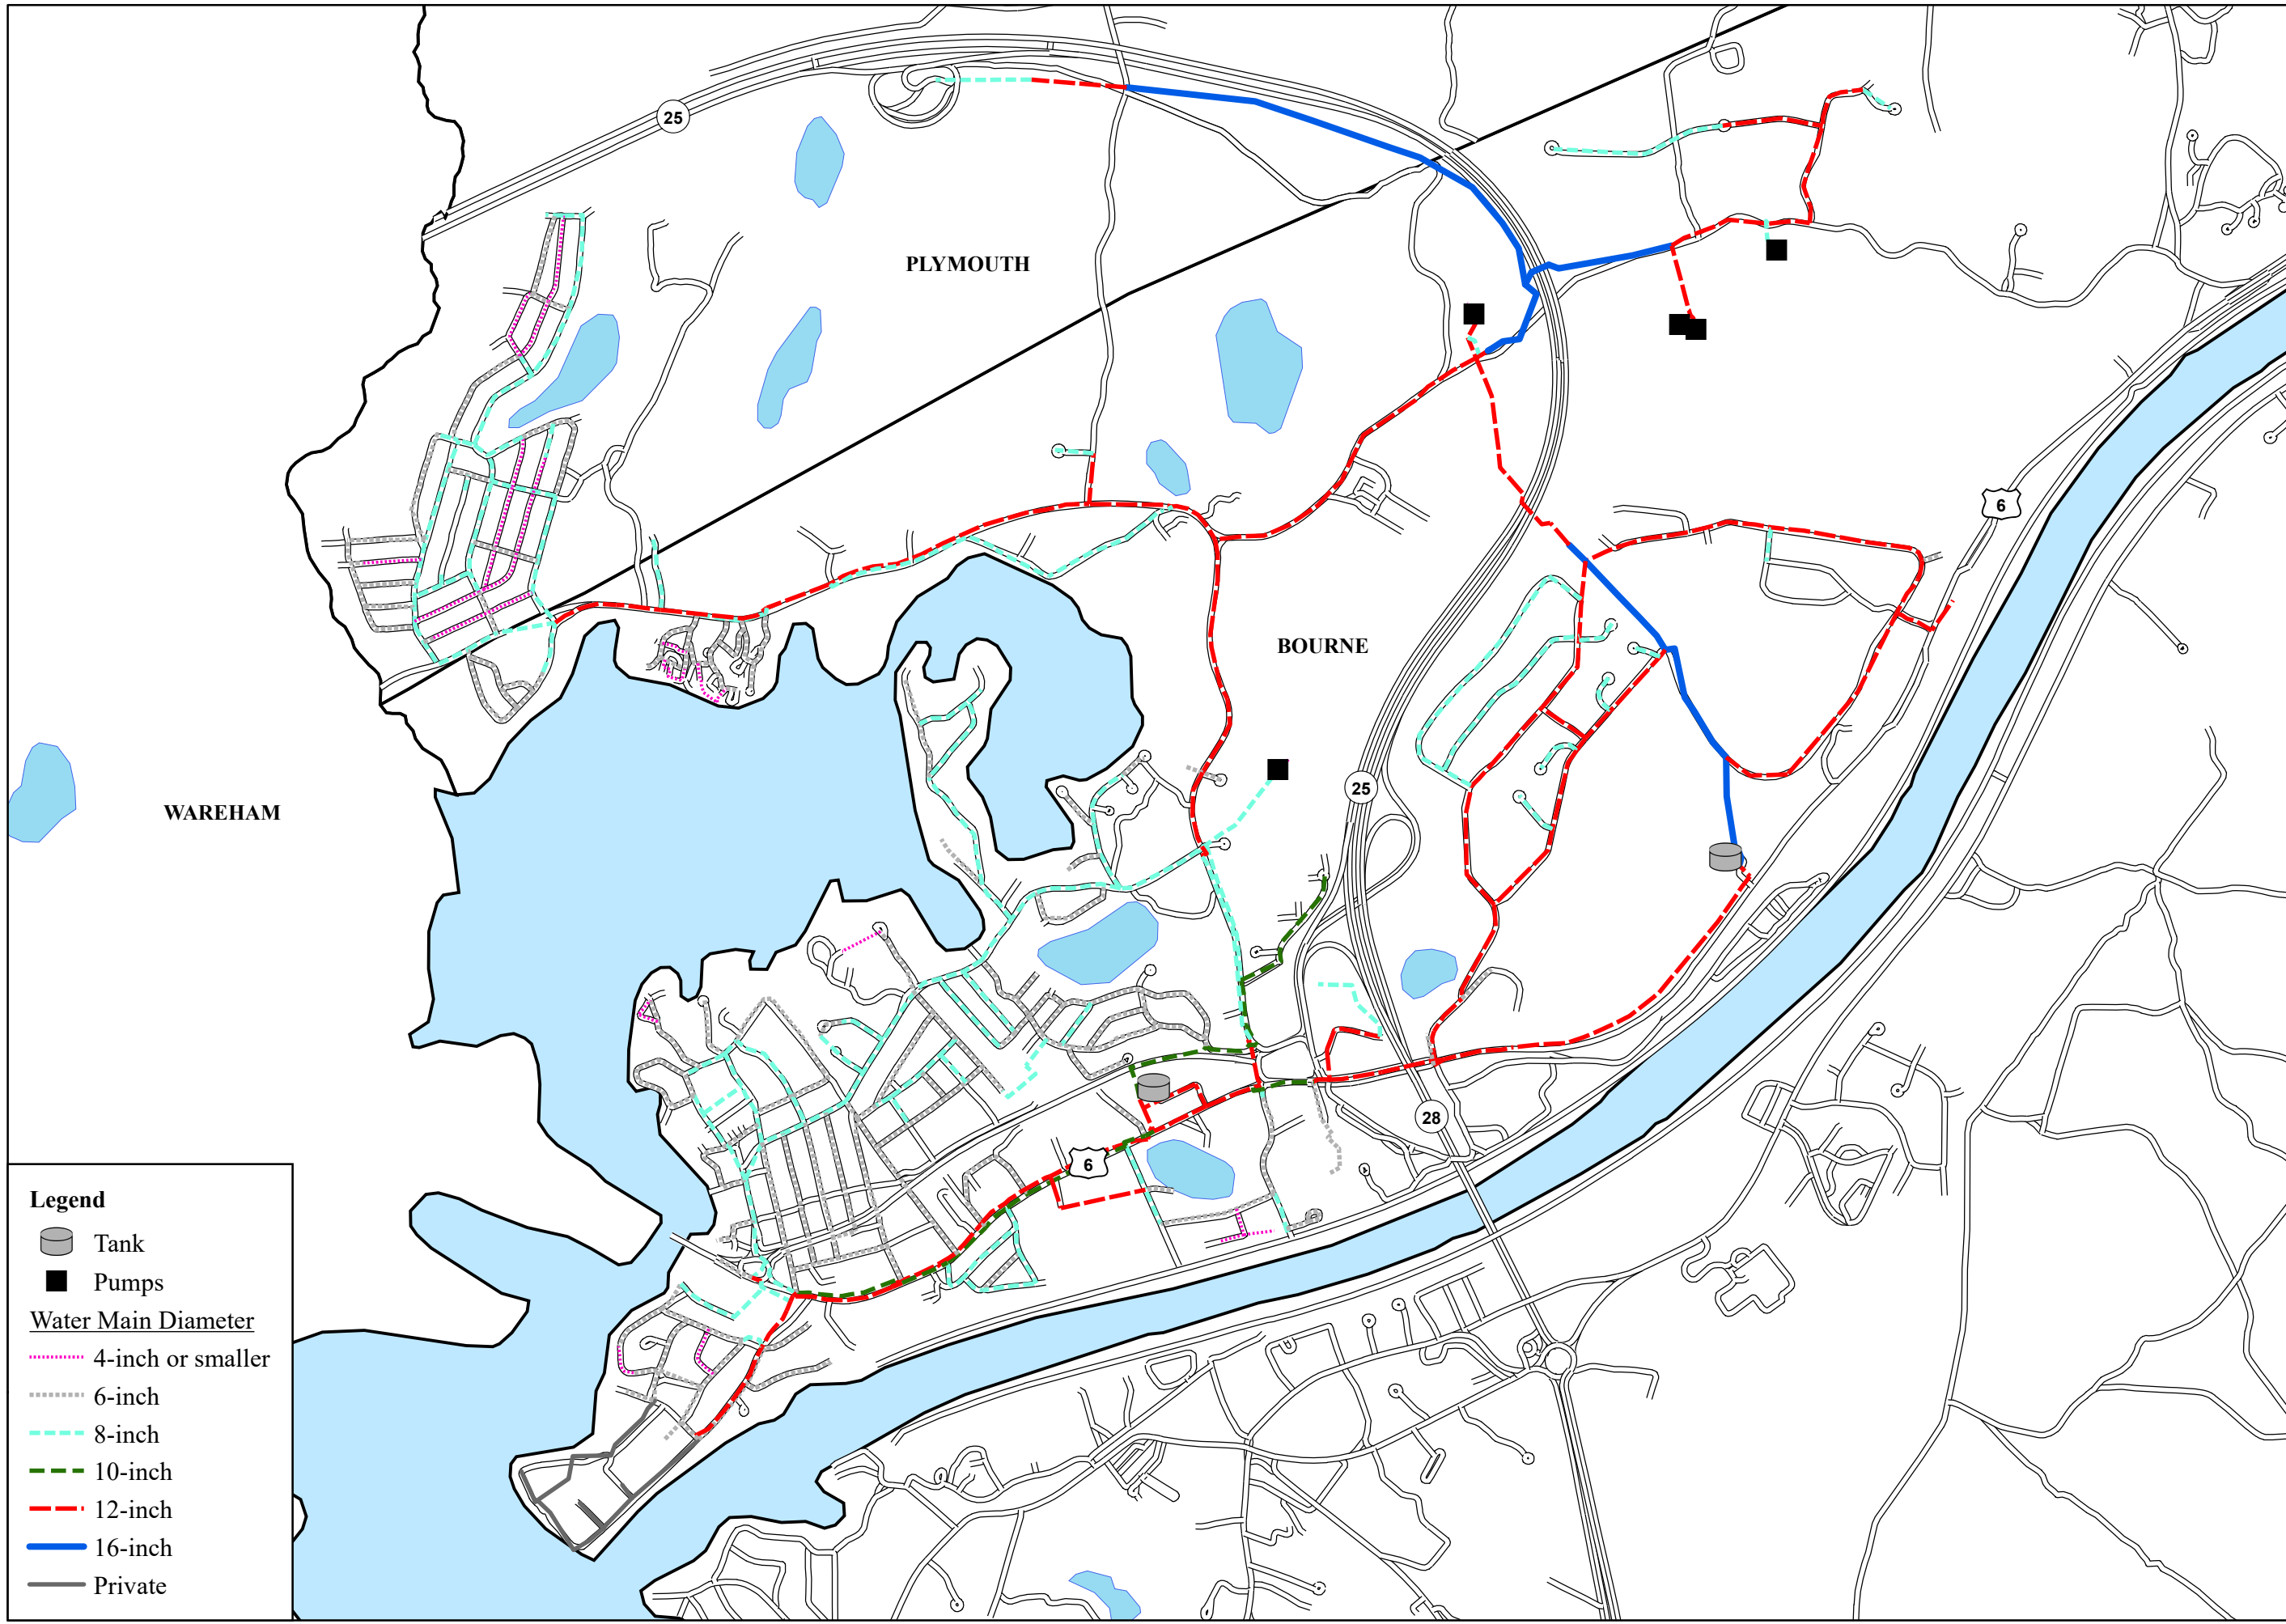 25
PLYMOUTH
6
BOURNE
25
WAREHAM
28
6
Legend
Tank
Pumps
Water Main Diameter
4-inch or smaller
6-inch
8-inch
10-inch
12-inch
16-inch
Private